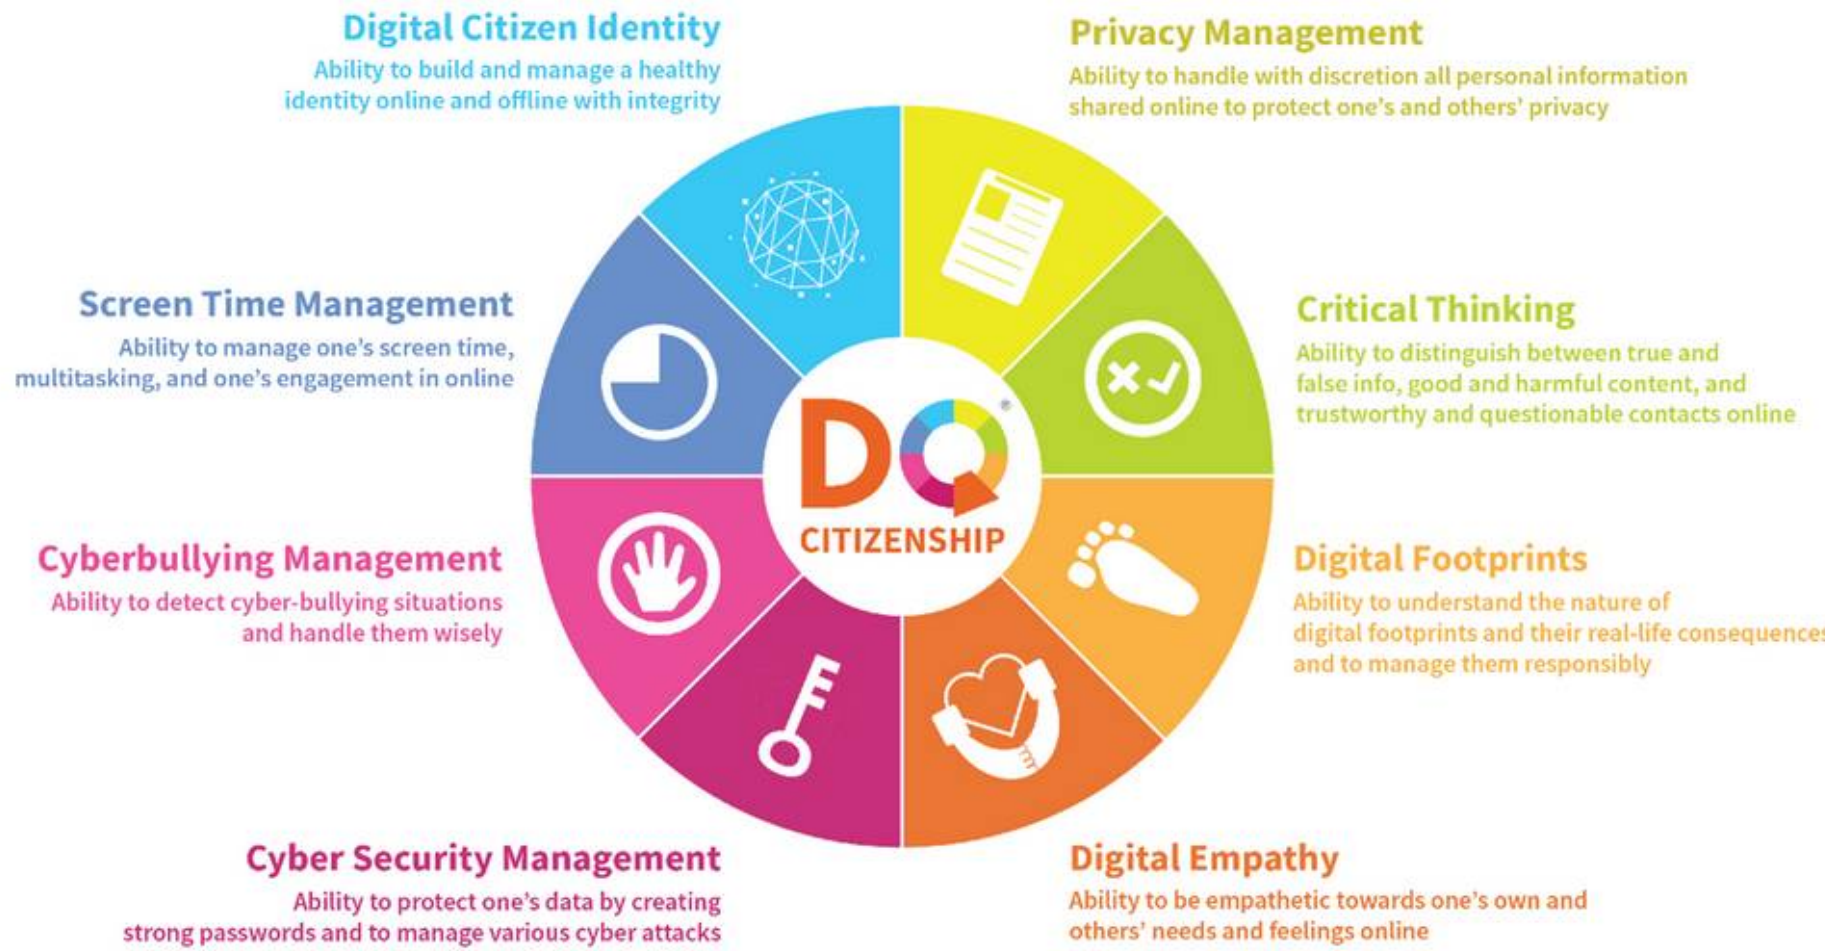 Digital Citizen Identity
Ability to build and manage a healthy
identity online and offline with integrity
Privacy Management
Ability to handle with discretion all personal information
shared online to protect one's and others' privacy
Screen Time Management
Ability to manage one's screen time,
multitasking, and one's engagement in online
Critical Thinking
Ability to distinguish between true and
false info, good and harmful content, and
trustworthy and questionable contacts online
DQ ®
CITIZENSHIP
Cyberbullying Management
Ability to detect cyber-bullying situations
and handle them wisely
Digital Footprints
Ability to understand the nature of
digital footprints and their real-life consequences
and to manage them responsibly
Cyber Security Management
Ability to protect one's data by creating
strong passwords and to manage various cyber attacks
Digital Empathy
Ability to be empathetic towards one's own and
others' needs and feelings online